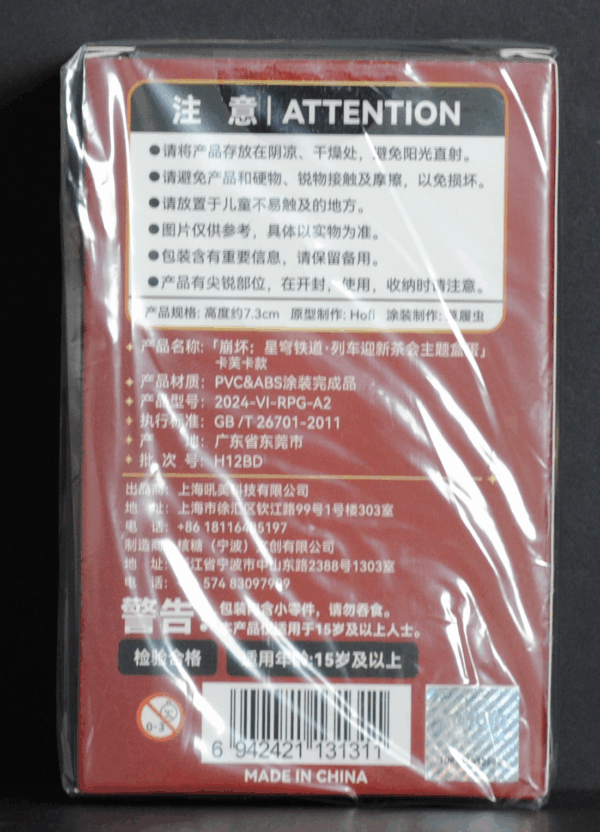 注 意 | ATTENTION
●请将产品存放在阴凉、干燥处，避免阳光直射。
●请避免产品和硬物、锐物接触及摩擦，以免损坏。
●请放置于儿童不易触及的地方。
●图片仅供参考，具体以实物为准。
●包装含有重要信息，请保留备用。
●产品有尖锐部位，在开封，使用，收纳时请注意。
产品规格: 高度约7.3cm 原型制作: Hofi 涂装制作: 草履虫
产品名称: 「崩坏：星穹铁道·列车迎新茶会主题盒蛋」
卡芙卡款
产品材质: PVC&ABS涂装完成品
产品型号: 2024-VI-RPG-A2
执行标准: GB/T 26701-2011
产 地: 广东省东莞市
批 次 号: H12BD
出品商: 上海吼美科技有限公司
地 址: 上海市徐汇区钦江路99号1号楼303室
电 话: +86 181164 5197
制造商: 核糖（宁波）文创有限公司
地 址: 浙江省宁波市中山东路2388号1303室
电 话: 574 830979 9
警告: 包装内含小零件，请勿吞食。
本产品仅适用于15岁及以上人士。
检验合格 适用年龄:15岁及以上
0-3
6 942421 131311
MADE IN CHINA